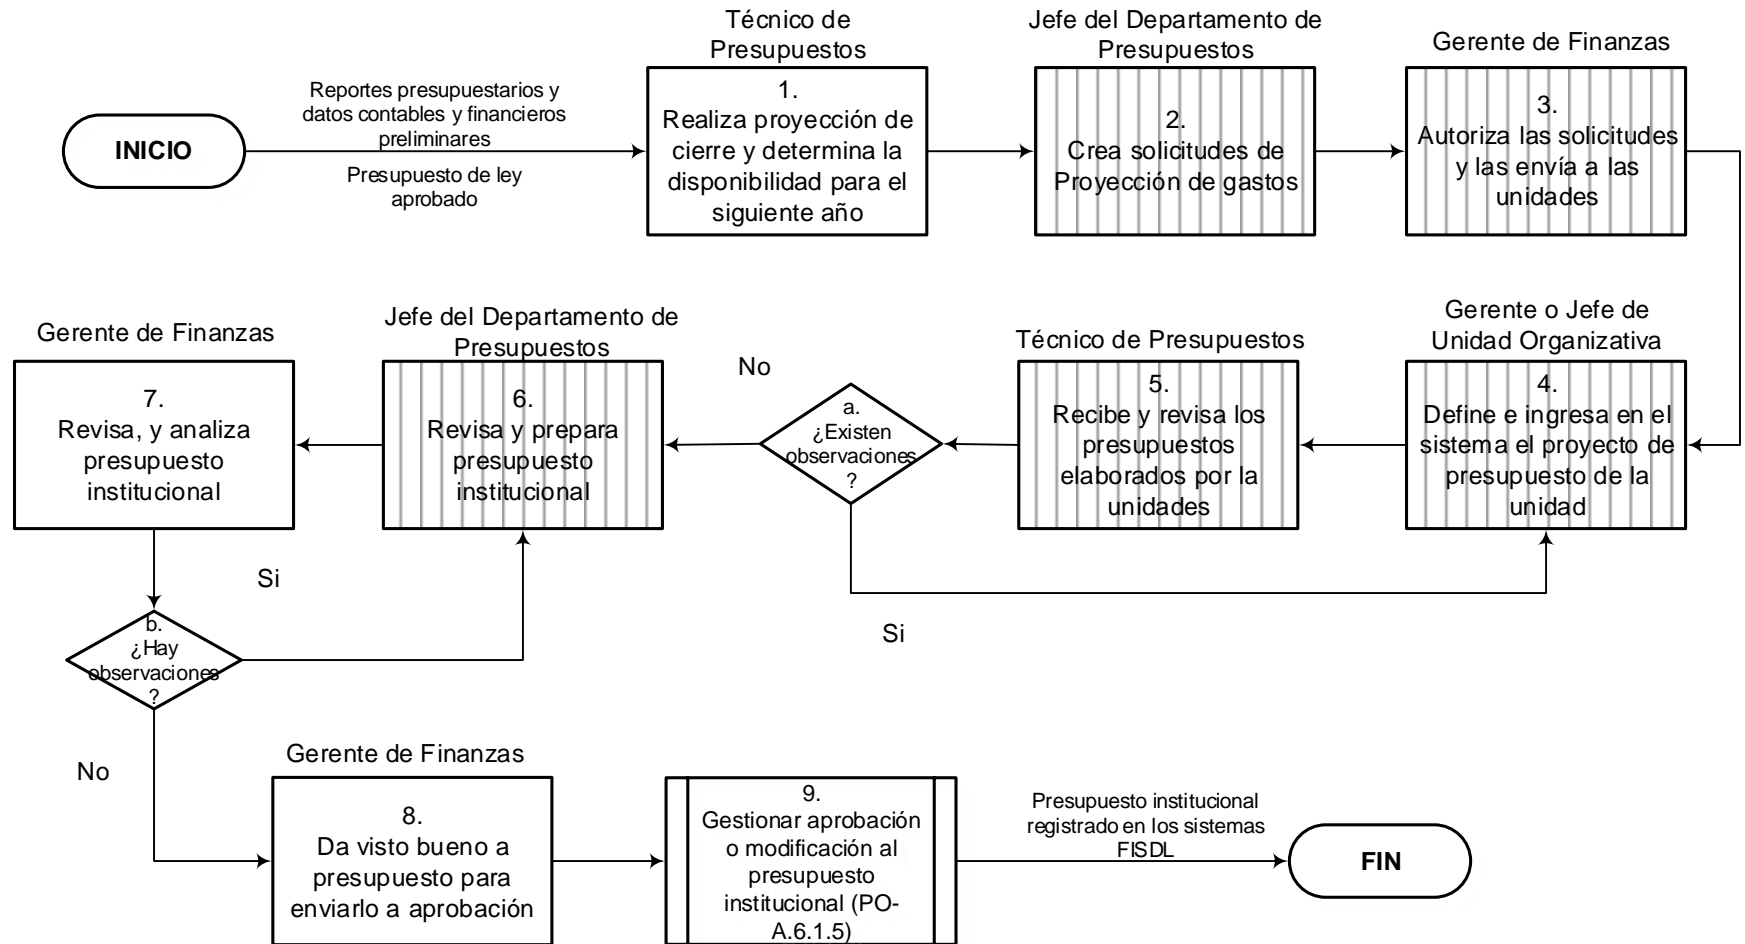 INICIO
Reportes presupuestarios y
datos contables y financieros
preliminares
Presupuesto de ley
aprobado
Técnico de
Presupuestos
1.
Realiza proyección de
cierre y determina la
disponibilidad para el
siguiente año
Jefe del Departamento de
Presupuestos
2.
Crea solicitudes de
Proyección de gastos
Gerente de Finanzas
3.
Autoriza las solicitudes
y las envía a las
unidades
Gerente o Jefe de
Unidad Organizativa
4.
Define e ingresa en el
sistema el proyecto de
presupuesto de la
unidad
Técnico de Presupuestos
5.
Recibe y revisa los
presupuestos
elaborados por la
unidades
a.
¿Existen
observaciones
?
No
Si
Jefe del Departamento de
Presupuestos
6.
Revisa y prepara
presupuesto
institucional
Gerente de Finanzas
7.
Revisa, y analiza
presupuesto
institucional
b.
¿Hay
observaciones
?
Si
No
Gerente de Finanzas
8.
Da visto bueno a
presupuesto para
enviarlo a aprobación
9.
Gestionar aprobación
o modificación al
presupuesto
institucional (PO-
A.6.1.5)
Presupuesto institucional
registrado en los sistemas
FISDL
FIN